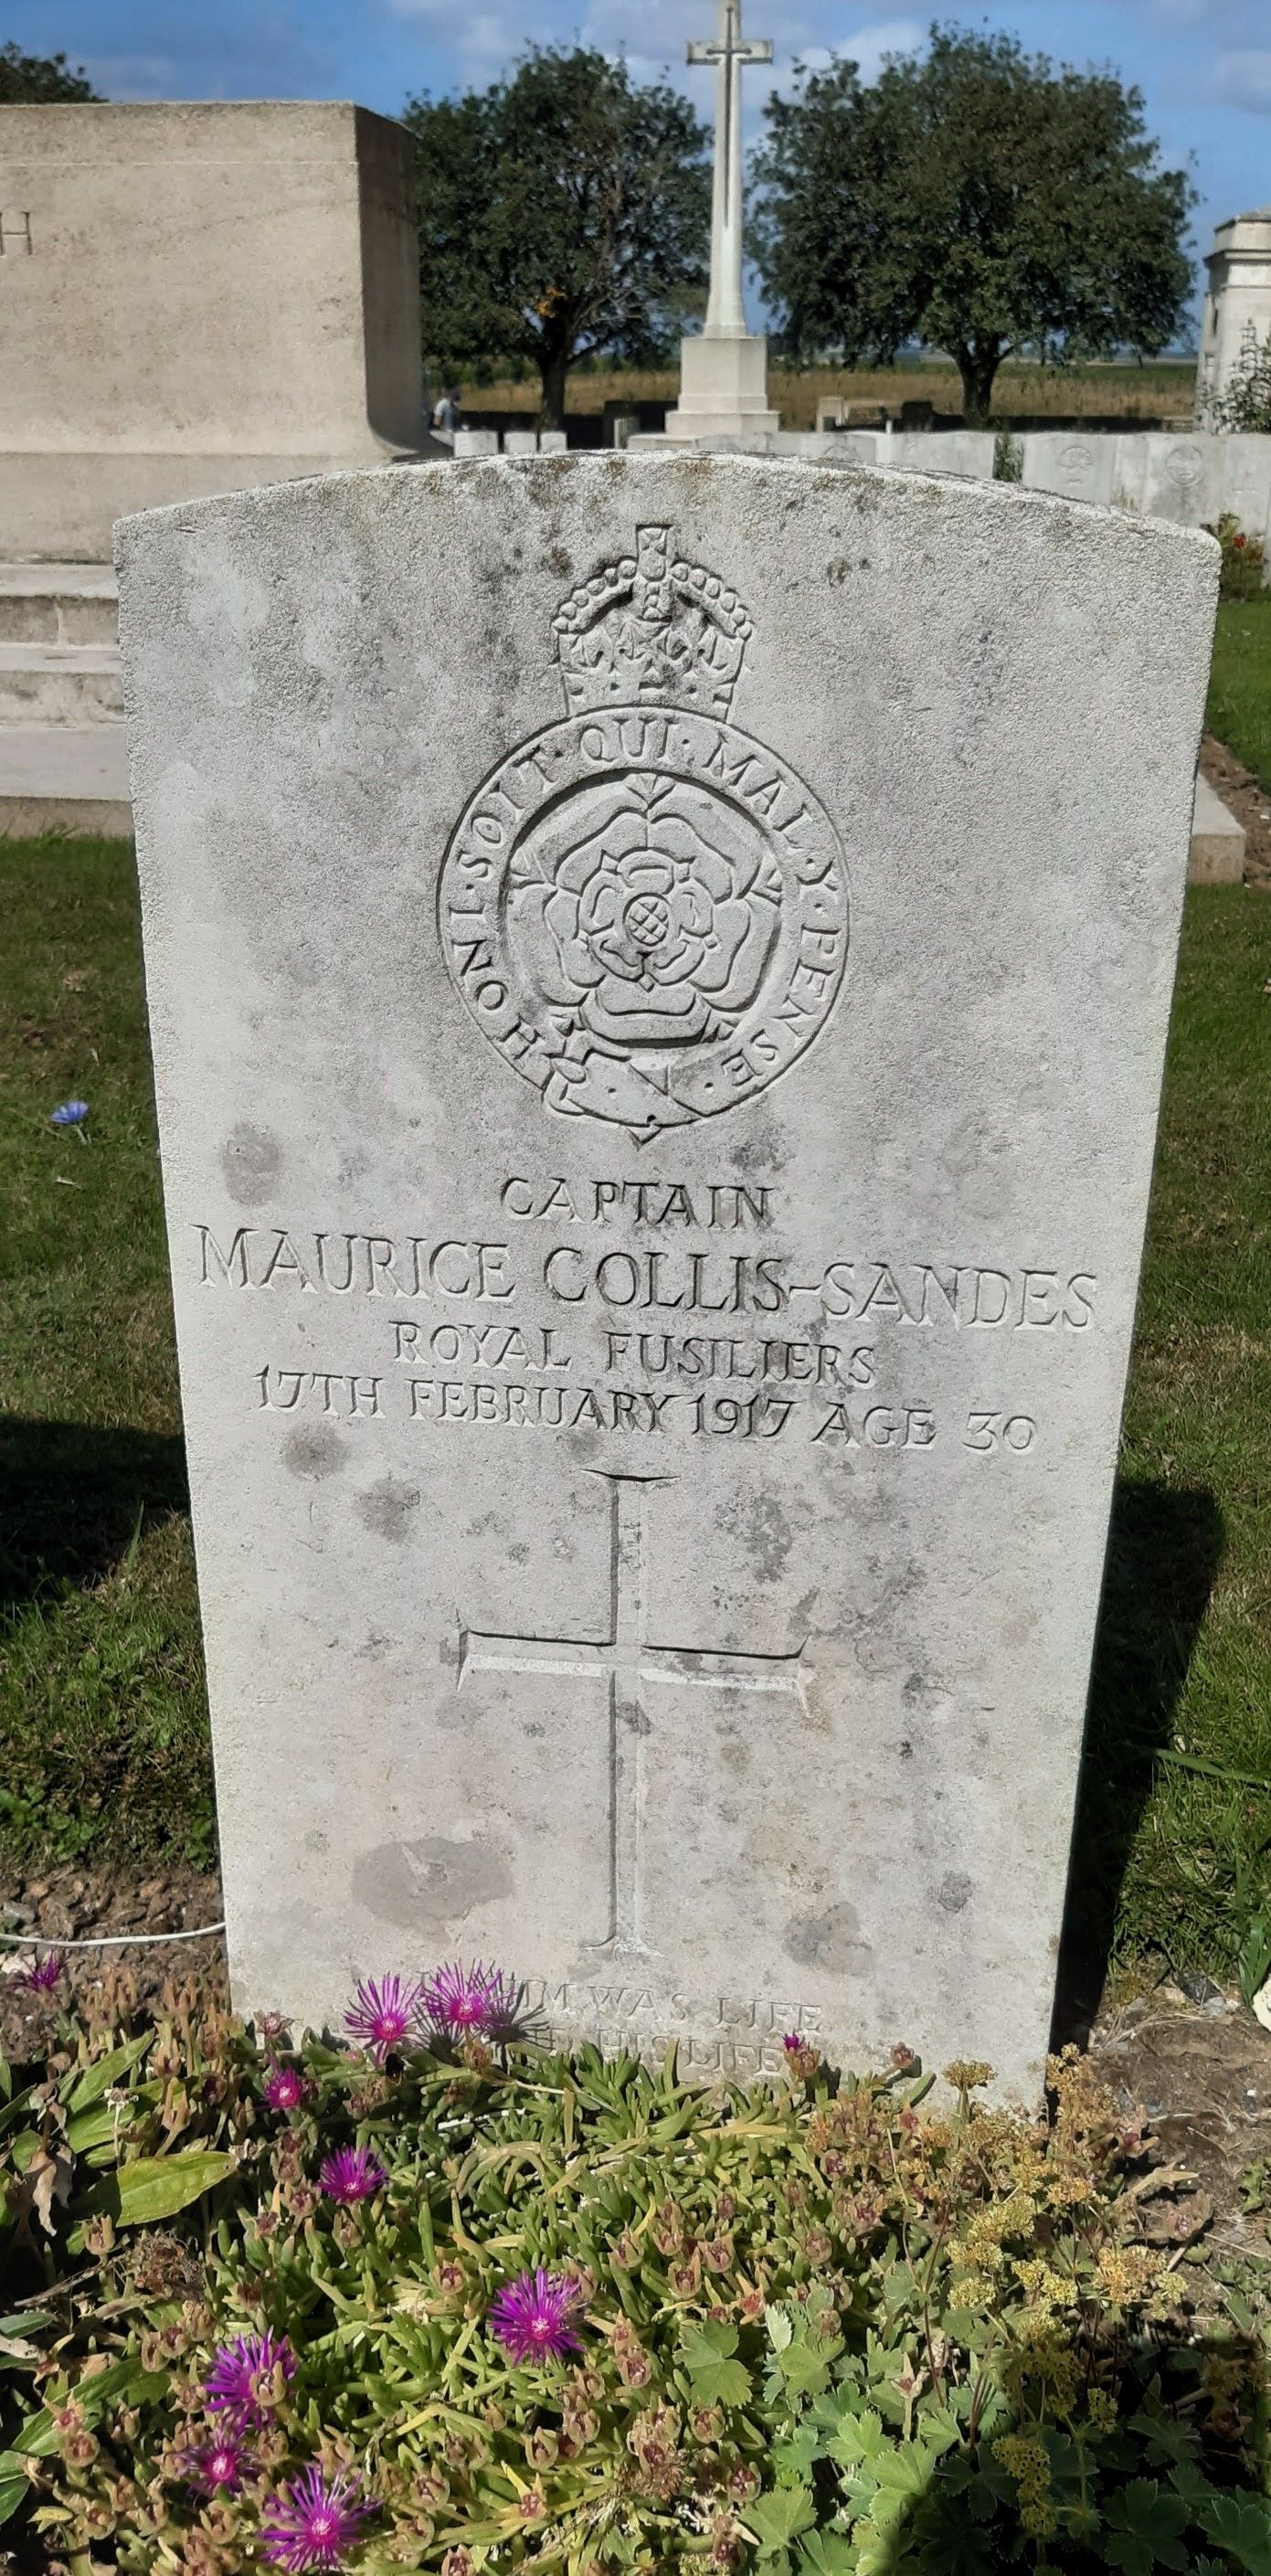 H
HONI·SOIT·QUI·MAL·Y·PENSE·
CAPTAIN
MAURICE COLLIS-SANDES
ROYAL FUSILIERS
17TH FEBRUARY 1917 AGE 30
HIM WAS LIFE
HIS LIFE